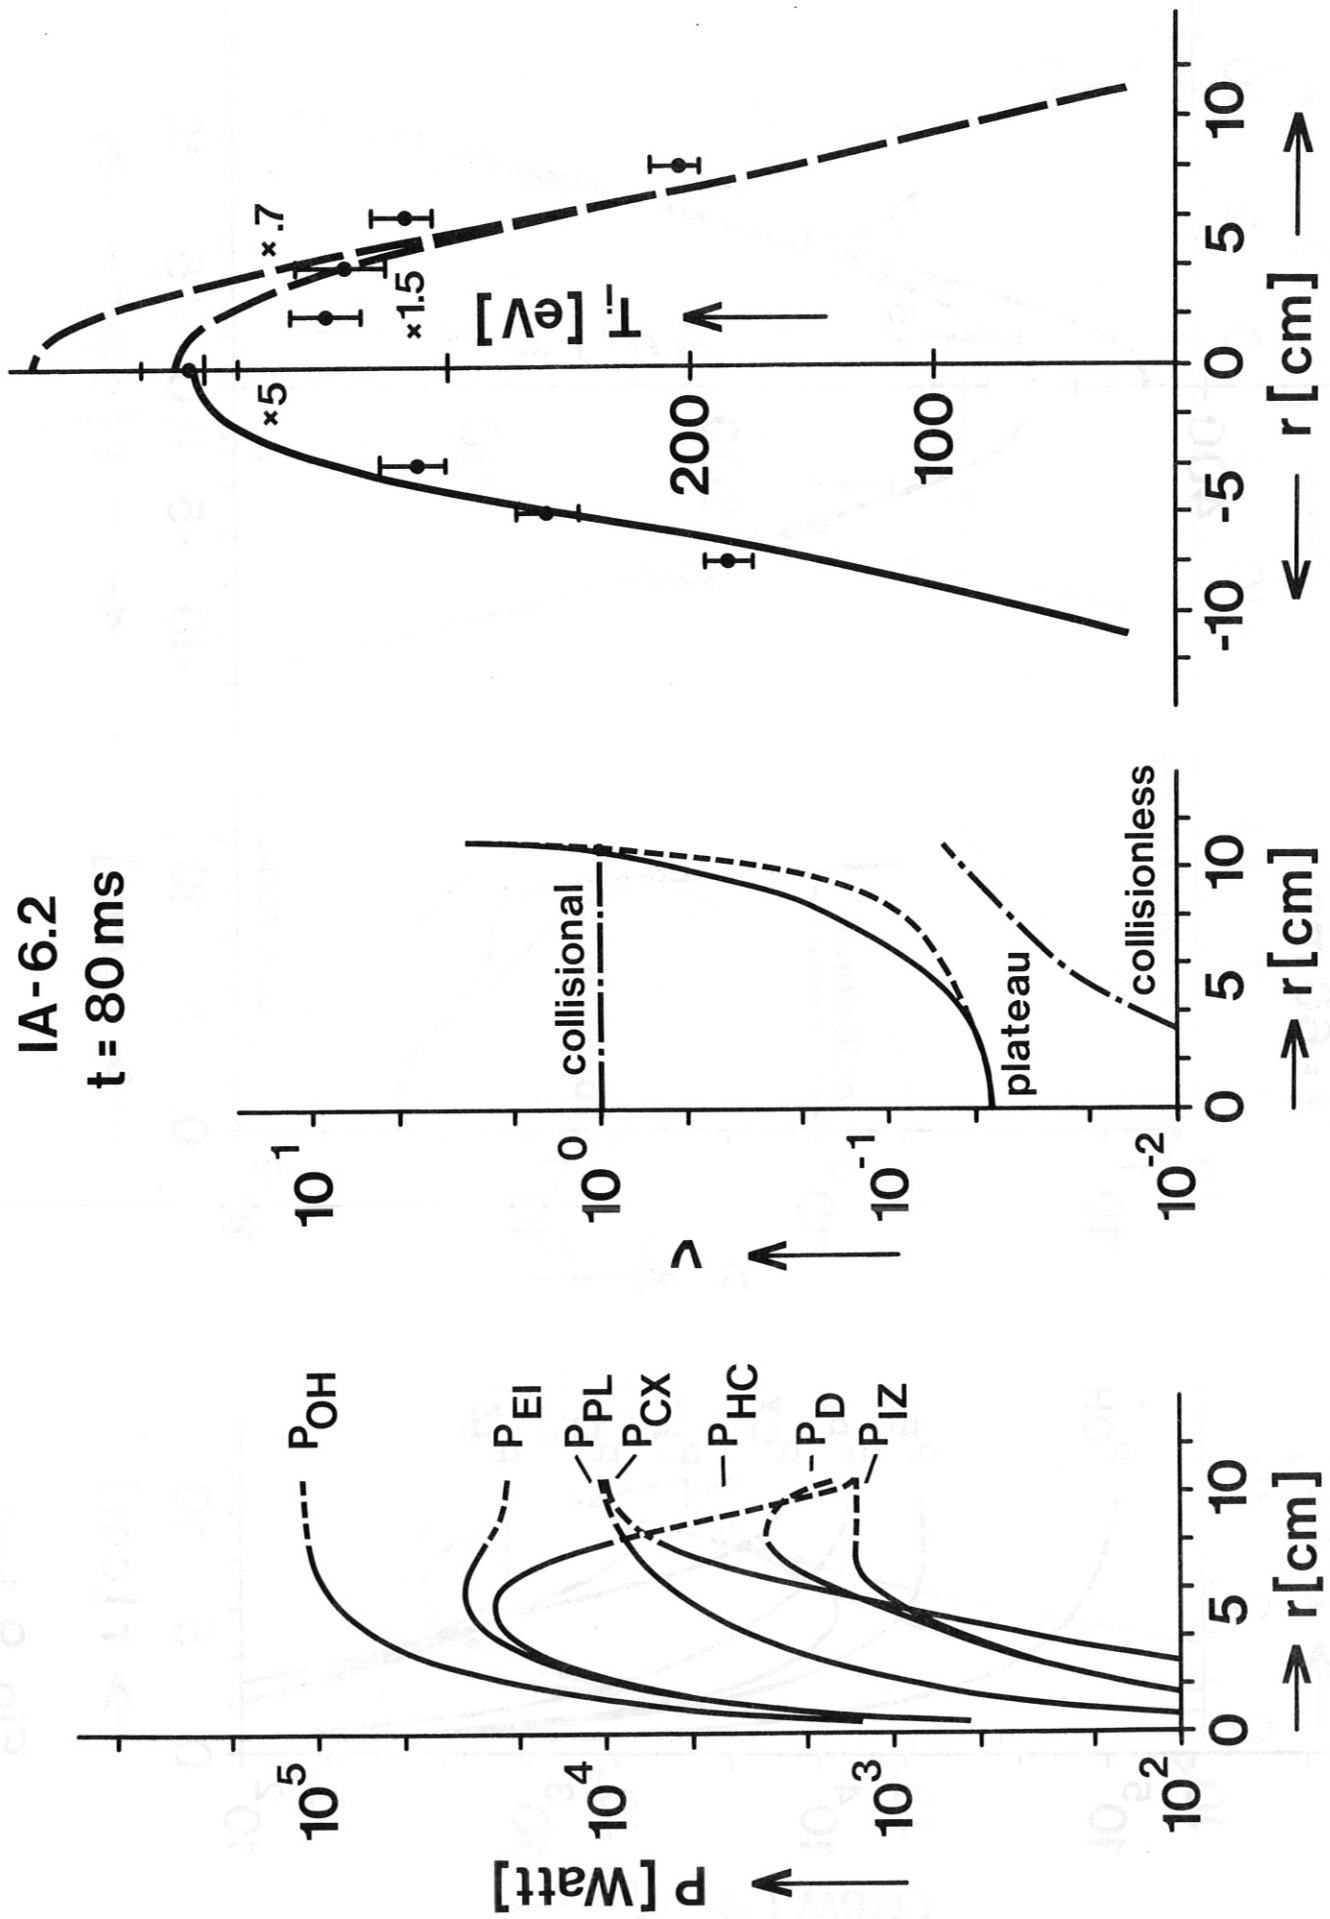 IA-6.2
t = 80 ms
P [Watt]
10^5
10^4
10^3
10^2
P_OH
P_EI
P_PL
P_CX
P_HC
P_D
P_IZ
0 5 10
r [cm]
ν
10^1
10^0
10^-1
10^-2
collisional
plateau
collisionless
0 5 10
r [cm]
×5
×.7
×1.5
T_i [eV]
200
100
-10 -5 0 5 10
r [cm]